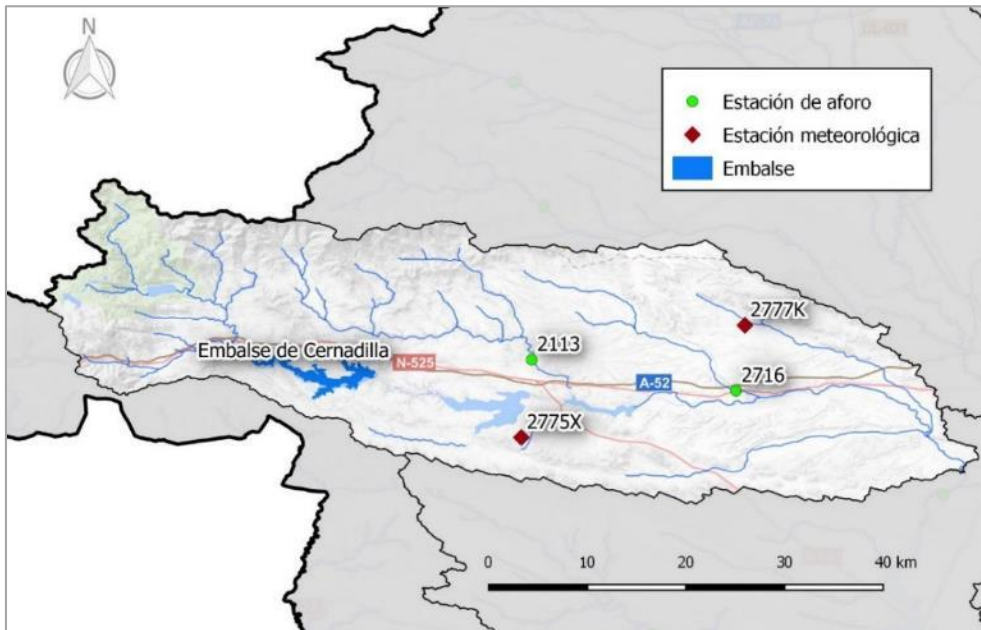 N
Estación de aforo
Estación meteorológica
Embalse
2777K
2113
Embalse de Cernadilla
N-525
A-52
2716
2775X
0 10 20 30 40 km